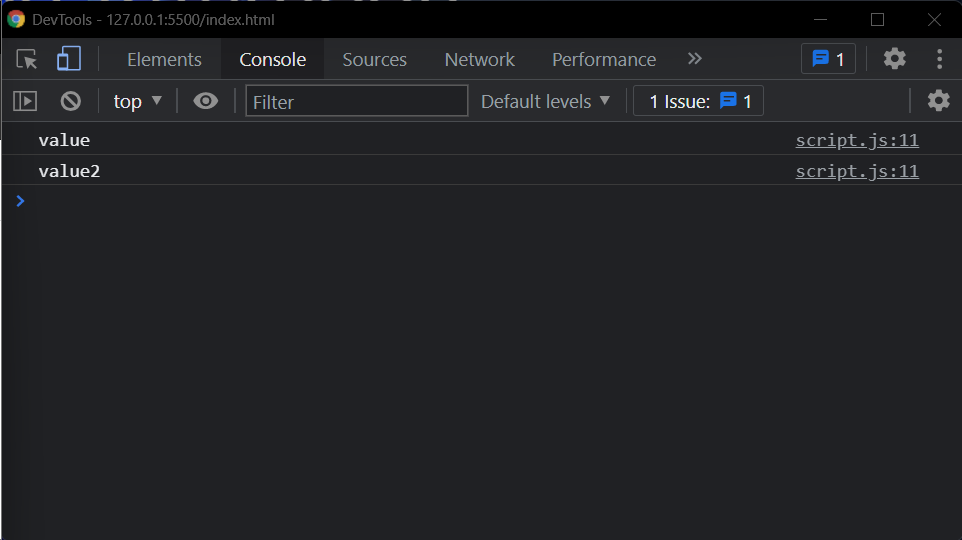 DevTools - 127.0.0.1:5500/index.html
Elements Console Sources Network Performance » 1
top ▼ Filter Default levels ▼ 1 Issue: 1
value script.js:11
value2 script.js:11